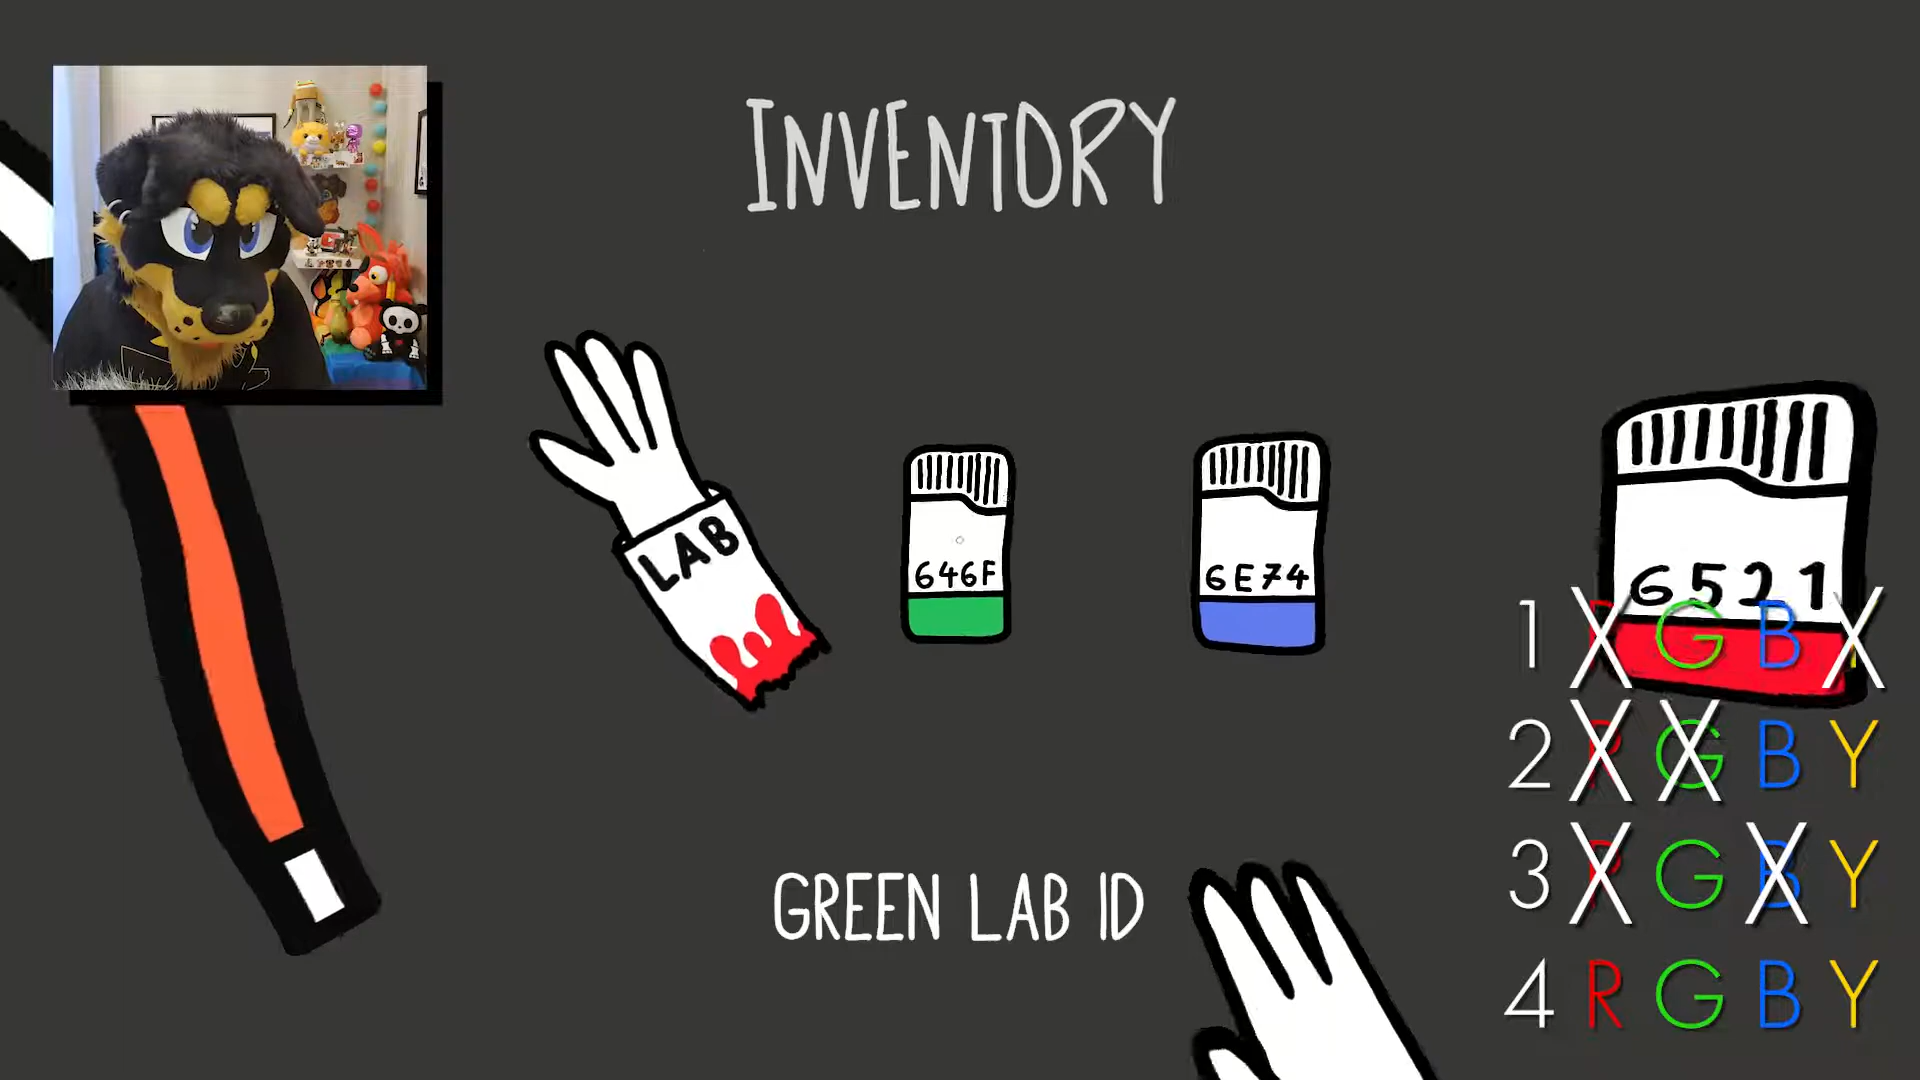 INVENTORY
LAB
646F
6E74
6521
1 R G B Y
2 R G B Y
3 R G B Y
4 R G B Y
GREEN LAB ID